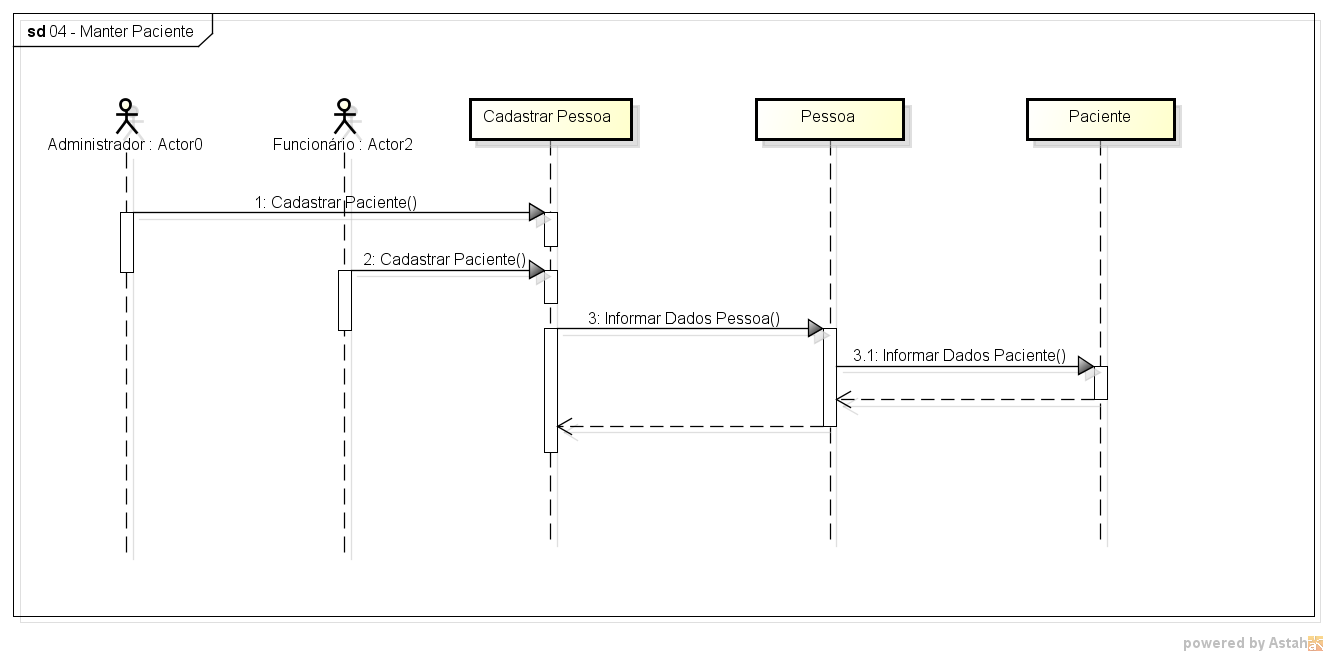 sd 04 - Manter Paciente
Administrador : Actor0
Funcionário : Actor2
Cadastrar Pessoa
Pessoa
Paciente
1: Cadastrar Paciente()
2: Cadastrar Paciente()
3: Informar Dados Pessoa()
3.1: Informar Dados Paciente()
powered by Astah